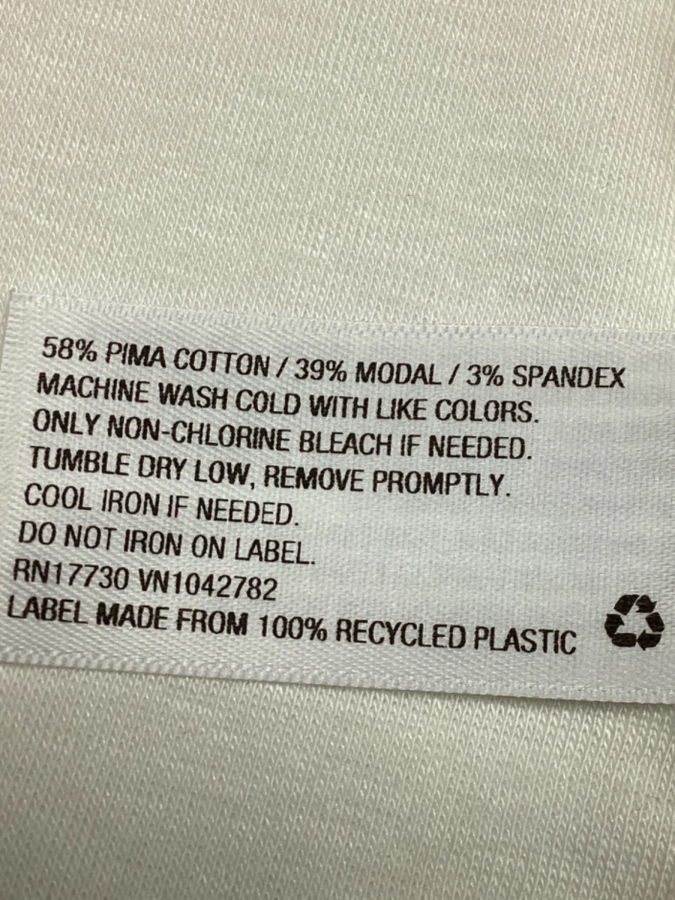 58% PIMA COTTON / 39% MODAL / 3% SPANDEX
MACHINE WASH COLD WITH LIKE COLORS.
ONLY NON-CHLORINE BLEACH IF NEEDED.
TUMBLE DRY LOW, REMOVE PROMPTLY.
COOL IRON IF NEEDED.
DO NOT IRON ON LABEL.
RN17730 VN1042782
LABEL MADE FROM 100% RECYCLED PLASTIC